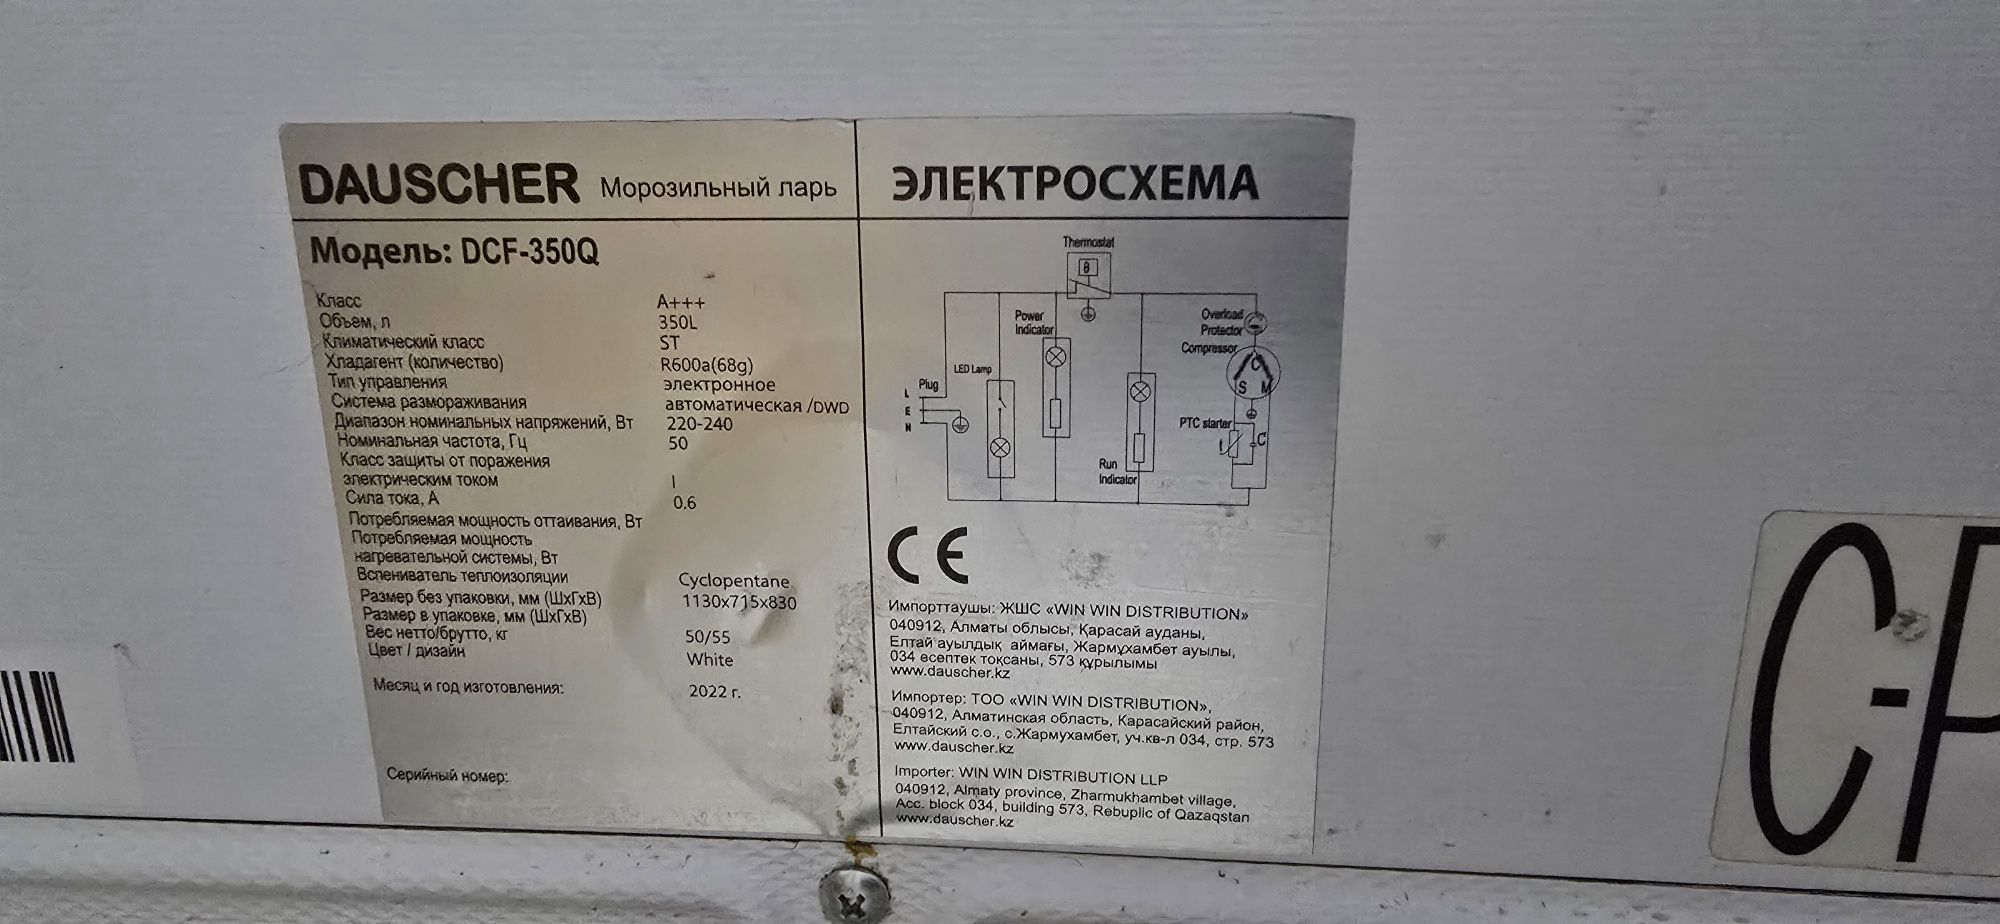 DAUSCHER Морозильный ларь
Модель: DCF-350Q
Класс A+++
Объем, л 350L
Климатический класс ST
Хладагент (количество) R600a(68g)
Тип управления электронное
Система размораживания автоматическая /DWD
Диапазон номинальных напряжений, Вт 220-240
Номинальная частота, Гц 50
Класс защиты от поражения
электрическим током I
Сила тока, А 0.6
Потребляемая мощность оттаивания, Вт
Потребляемая мощность
нагревательной системы, Вт
Вспениватель теплоизоляции Cyclopentane
Размер без упаковки, мм (ШхГхВ) 1130x715x830
Размер в упаковке, мм (ШхГхВ)
Вес нетто/брутто, кг 50/55
Цвет / дизайн White
Месяц и год изготовления: 2022 г.
Серийный номер:
ЭЛЕКТРОСХЕМА
Thermostat
θ
Power
Indicator
Overload
Protector
Compressor
C
S M
LED Lamp
Plug
L
E
N
PTC starter
t
C
Run
Indicator
CE
Импорттаушы: ЖШС «WIN WIN DISTRIBUTION»
040912, Алматы облысы, Қарасай ауданы,
Елтай ауылдық аймағы, Жармұхамбет ауылы,
034 есептек тоқсаны, 573 құрылымы
www.dauscher.kz
Импортер: ТОО «WIN WIN DISTRIBUTION»,
040912, Алматинская область, Карасайский район,
Елтайский с.о., с.Жармухамбет, уч.кв-л 034, стр. 573
www.dauscher.kz
Importer: WIN WIN DISTRIBUTION LLP
040912, Almaty province, Zharmukhambet village,
Acc. block 034, building 573, Rebuplic of Qazaqstan
www.dauscher.kz
C-P